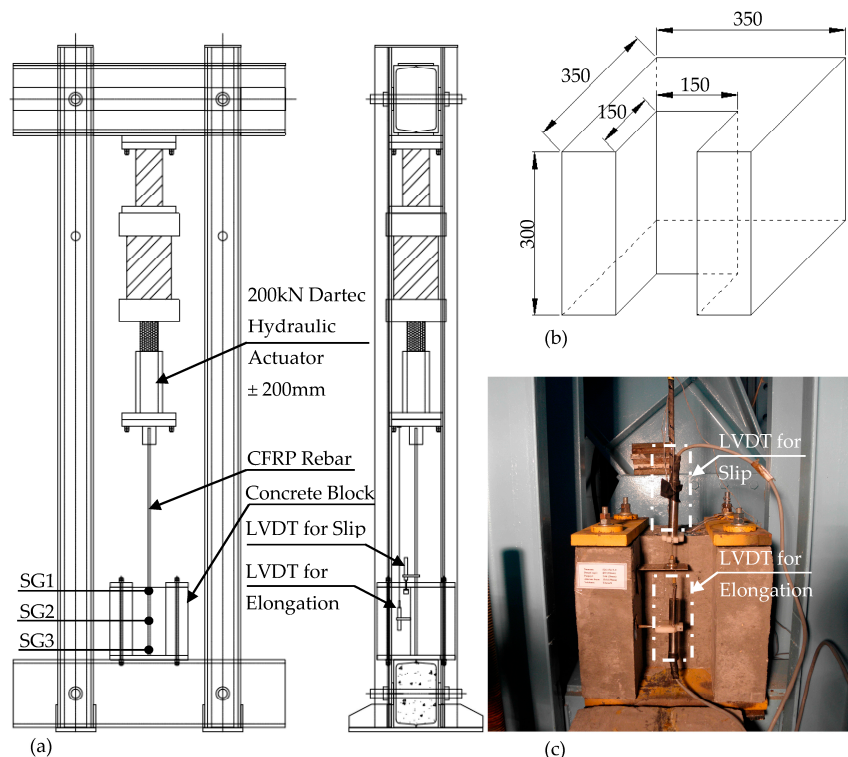 200kN Dartec
Hydraulic
Actuator
± 200mm
CFRP Rebar
Concrete Block
LVDT for Slip
LVDT for
Elongation
SG1
SG2
SG3
(a)
350
350
150
150
300
(b)
LVDT for
Slip
LVDT for
Elongation
(c)